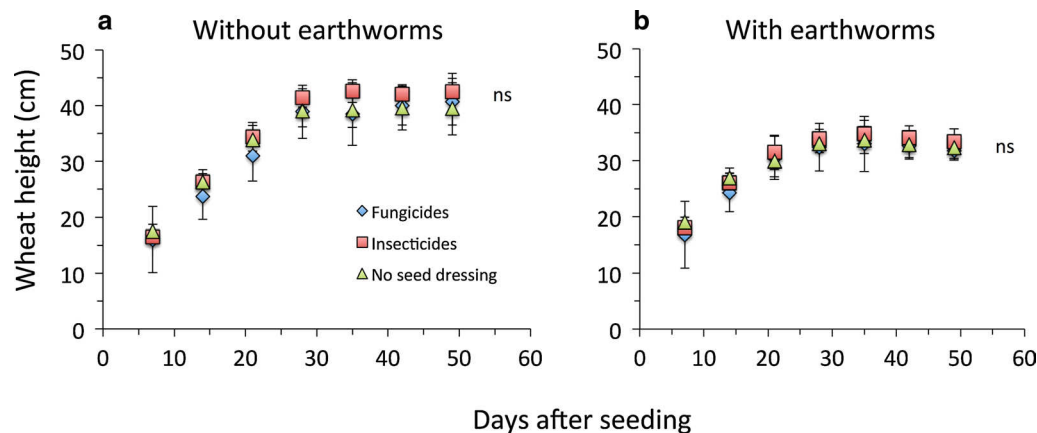 a
Without earthworms
b
With earthworms
Wheat height (cm)
50
40
30
20
10
0
ns
Fungicides
Insecticides
No seed dressing
0 10 20 30 40 50 60
50
40
30
20
10
0
ns
0 10 20 30 40 50 60
Days after seeding